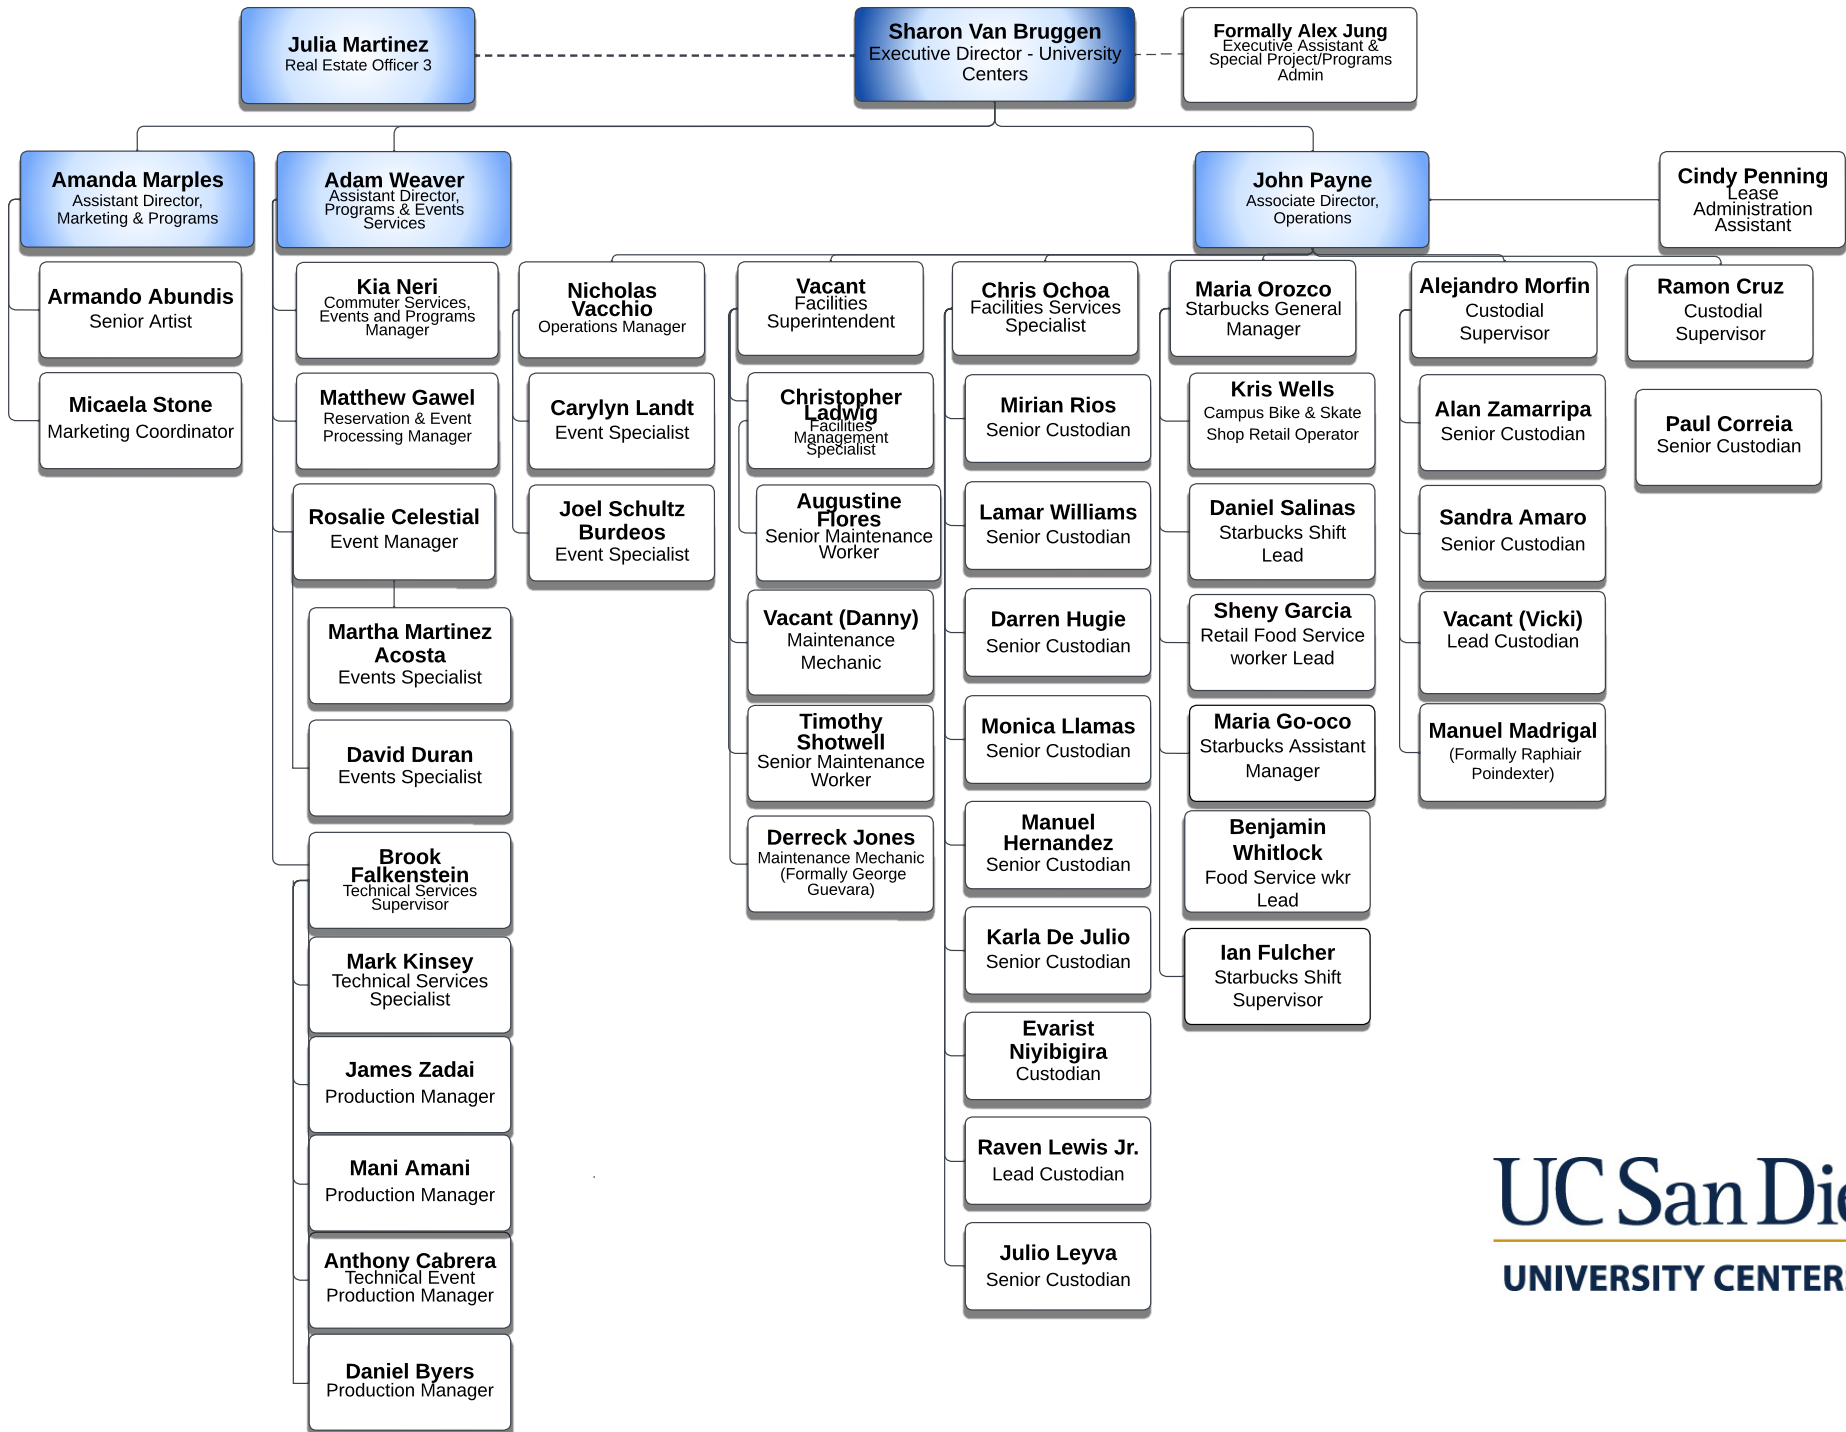 Julia Martinez
Real Estate Officer 3
Sharon Van Bruggen
Executive Director - University
Centers
Formally Alex Jung
Executive Assistant &
Special Project/Programs
Admin
Amanda Marples
Assistant Director,
Marketing & Programs
Adam Weaver
Assistant Director,
Programs & Events
Services
John Payne
Associate Director,
Operations
Cindy Penning
Lease
Administration
Assistant
Armando Abundis
Senior Artist
Micaela Stone
Marketing Coordinator
Kia Neri
Commuter Services,
Events and Programs
Manager
Matthew Gawel
Reservation & Event
Processing Manager
Rosalie Celestial
Event Manager
Martha Martinez
Acosta
Events Specialist
David Duran
Events Specialist
Brook
Falkenstein
Technical Services
Supervisor
Mark Kinsey
Technical Services
Specialist
James Zadai
Production Manager
Mani Amani
Production Manager
Anthony Cabrera
Technical Event
Production Manager
Daniel Byers
Production Manager
Nicholas
Vacchio
Operations Manager
Carylyn Landt
Event Specialist
Joel Schultz
Burdeos
Event Specialist
Vacant
Facilities
Superintendent
Christopher
Ladwig
Facilities
Management
Specialist
Augustine
Flores
Senior Maintenance
Worker
Vacant (Danny)
Maintenance
Mechanic
Timothy
Shotwell
Senior Maintenance
Worker
Derreck Jones
Maintenance Mechanic
(Formally George
Guevara)
Chris Ochoa
Facilities Services
Specialist
Mirian Rios
Senior Custodian
Lamar Williams
Senior Custodian
Darren Hugie
Senior Custodian
Monica Llamas
Senior Custodian
Manuel
Hernandez
Senior Custodian
Karla De Julio
Senior Custodian
Evarist
Niyibigira
Custodian
Raven Lewis Jr.
Lead Custodian
Julio Leyva
Senior Custodian
Maria Orozco
Starbucks General
Manager
Kris Wells
Campus Bike & Skate
Shop Retail Operator
Daniel Salinas
Starbucks Shift
Lead
Sheny Garcia
Retail Food Service
worker Lead
Maria Go-oco
Starbucks Assistant
Manager
Benjamin
Whitlock
Food Service wkr
Lead
Ian Fulcher
Starbucks Shift
Supervisor
Alejandro Morfin
Custodial
Supervisor
Alan Zamarripa
Senior Custodian
Sandra Amaro
Senior Custodian
Vacant (Vicki)
Lead Custodian
Manuel Madrigal
(Formally Raphiair
Poindexter)
Ramon Cruz
Custodial
Supervisor
Paul Correia
Senior Custodian
UC San Die
UNIVERSITY CENTERS